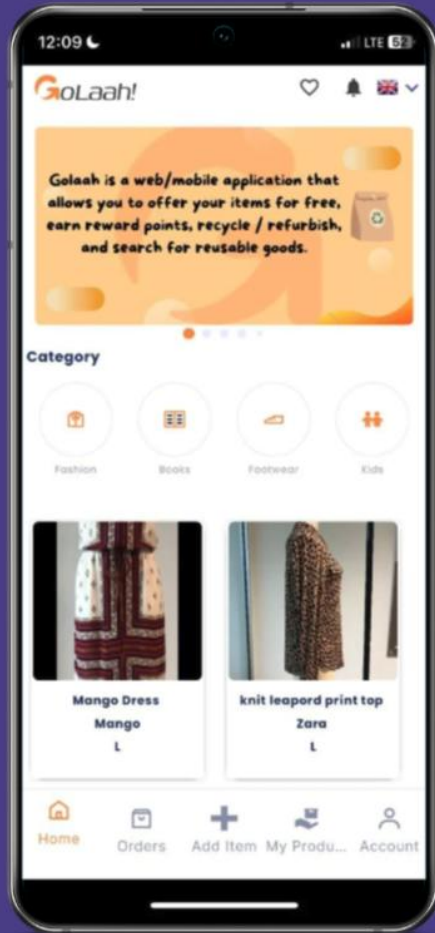 12:09
LTE 52
GoLaah!
Golaah is a web/mobile application that
allows you to offer your items for free,
earn reward points, recycle / refurbish,
and search for reusable goods.
Category
Fashion Books Footwear Kids
Mango Dress knit leapord print top
Mango Zara
L L
Home Orders Add Item My Produ... Account